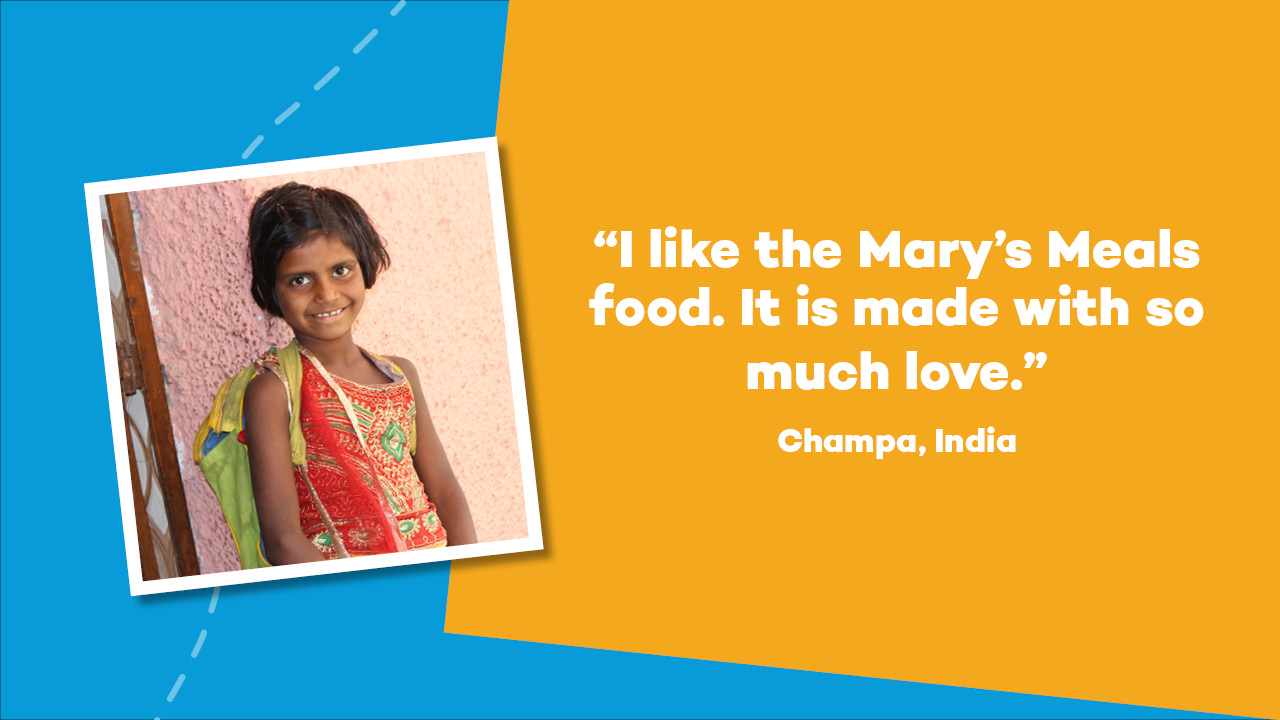 “I like the Mary’s Meals
food. It is made with so
much love.”
Champa, India